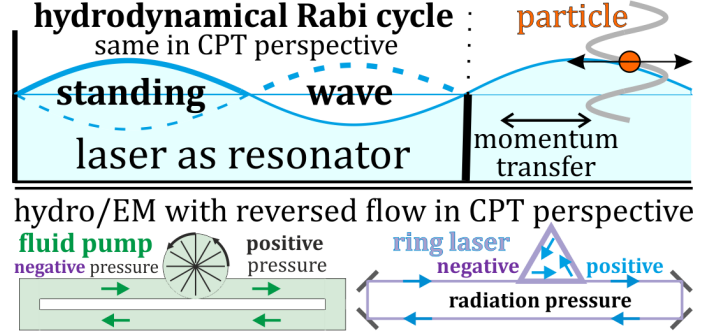 hydrodynamical Rabi cycle
same in CPT perspective
particle
standing wave
laser as resonator
momentum
transfer
hydro/EM with reversed flow in CPT perspective
fluid pump
negative pressure
positive
pressure
ring laser
negative positive
radiation pressure